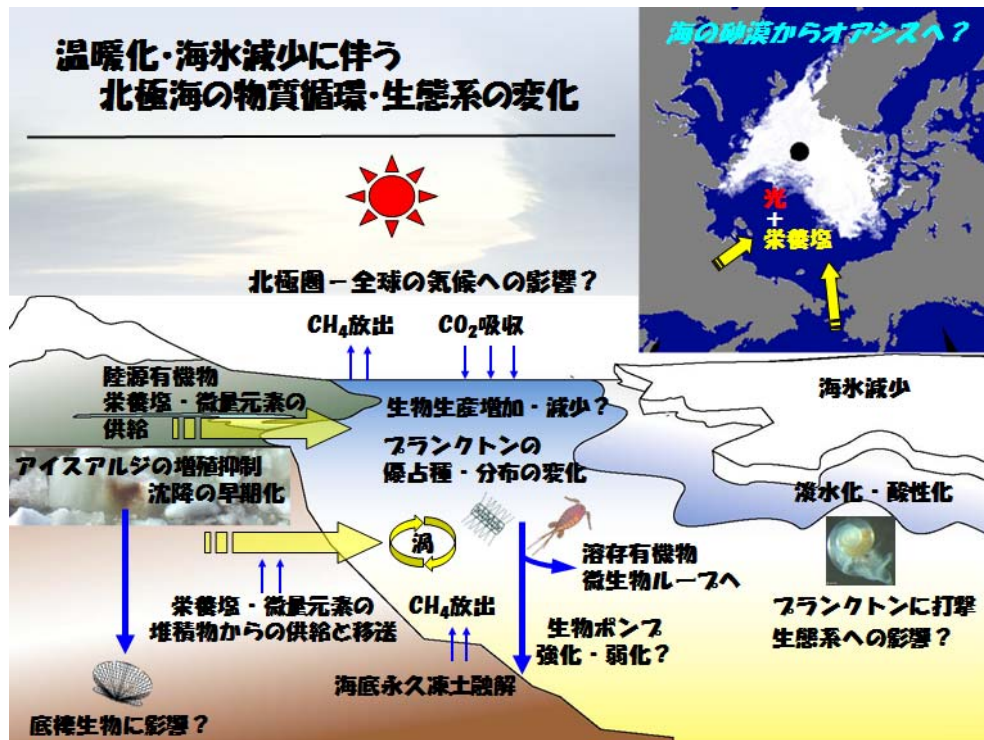 温暖化・海氷減少に伴う
北極海の物質循環・生態系の変化
海の砂漠からオアシスへ？
光
+
栄養塩
北極圏－全球の気候への影響？
CH₄放出
CO₂吸収
陸源有機物
栄養塩・微量元素の
供給
生物生産増加・減少？
プランクトンの
優占種・分布の変化
海氷減少
アイスアルジの増殖抑制
沈降の早期化
淡水化・酸性化
渦
溶存有機物
微生物ループへ
栄養塩・微量元素の
堆積物からの供給と移送
CH₄放出
生物ポンプ
強化・弱化？
プランクトンに打撃
生態系への影響？
海底永久凍土融解
底棲生物に影響？